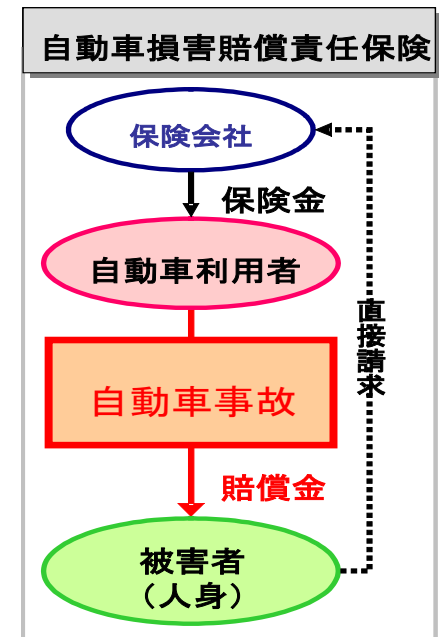 自動車損害賠償責任保険
保険会社
保険金
自動車利用者
直接請求
自動車事故
賠償金
被害者
（人身）